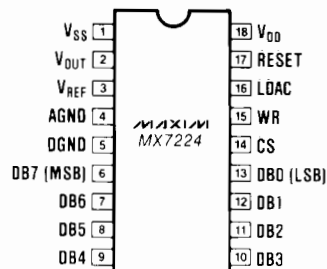 VSS 1 18 VDD
VOUT 2 17 RESET
VREF 3 16 LDAC
AGND 4 15 WR
MAXIM
DGND 5 MX7224 14 CS
DB7 (MSB) 6 13 DB0 (LSB)
DB6 7 12 DB1
DB5 8 11 DB2
DB4 9 10 DB3